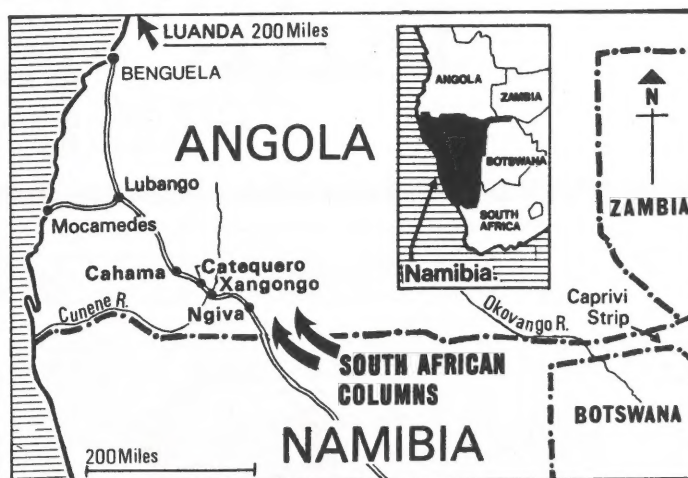 LUANDA 200 Miles
BENGUELA
ANGOLA
Lubango
Mocamedes
Cahama
Catequero
Xangongo
Ngiva
Cunene R.
SOUTH AFRICAN
COLUMNS
NAMIBIA
200 Miles
ANGOLA
ZAMBIA
BOTSWANA
SOUTH
AFRICA
Namibia
N
ZAMBIA
Okovango R.
Caprivi
Strip
BOTSWANA